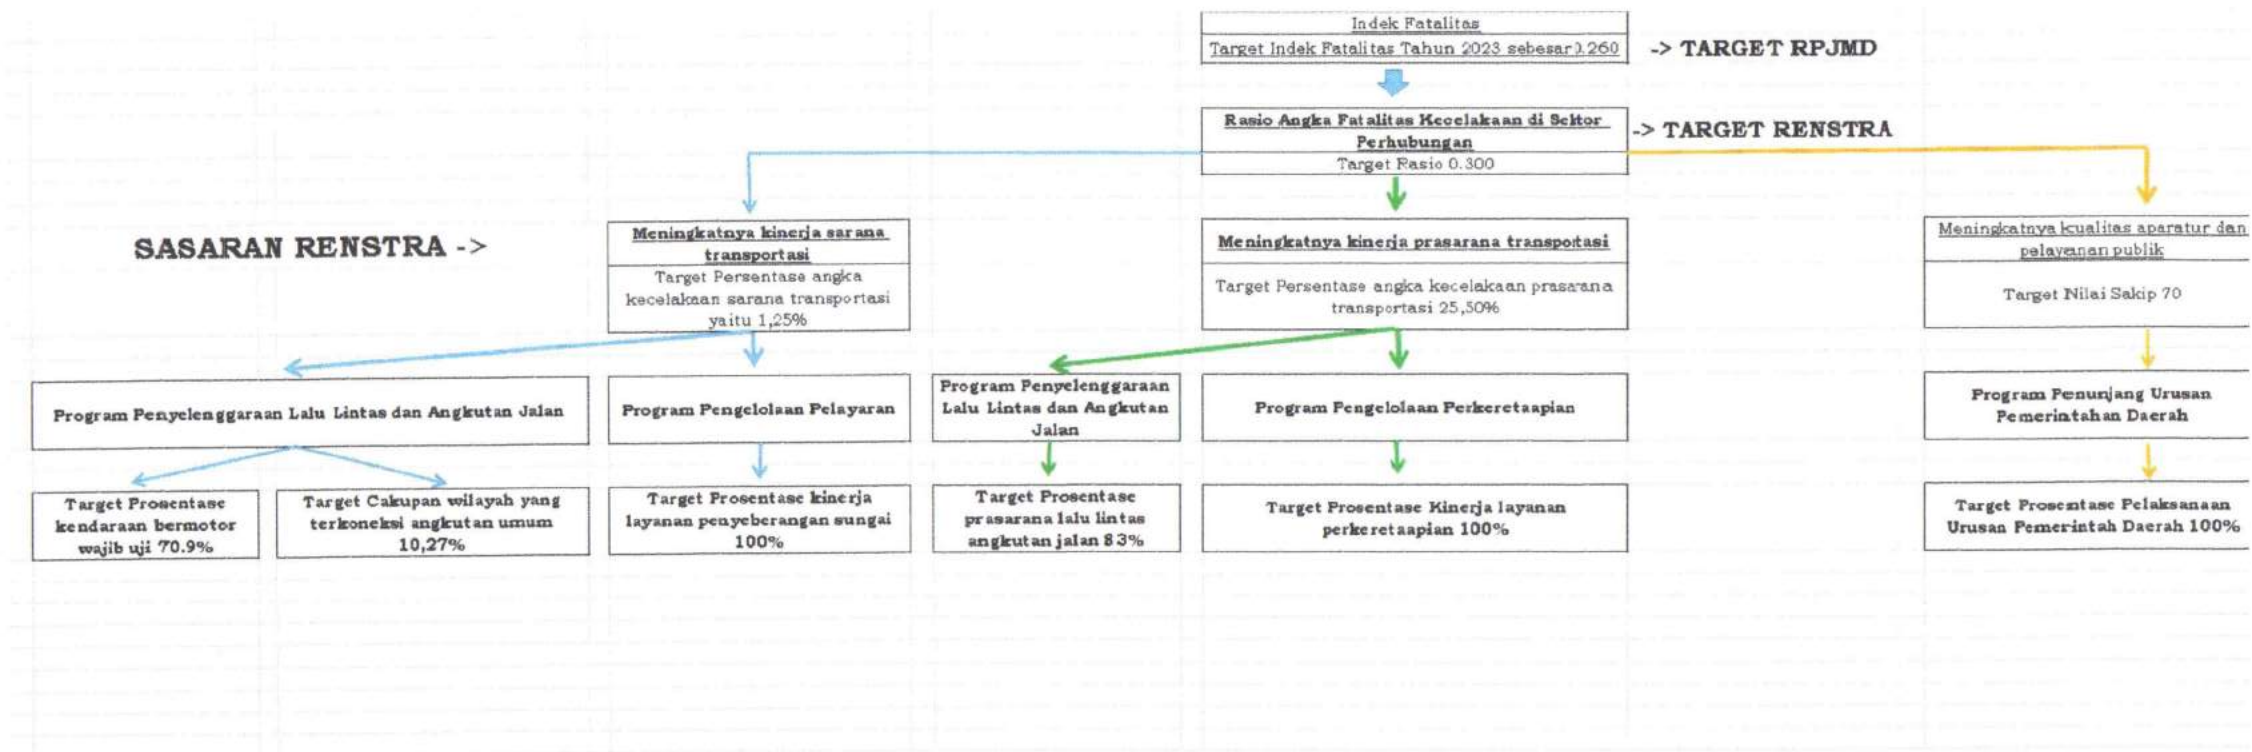 Indek Fatalitas
Target Indek Fatalitas Tahun 2023 sebesar 0.260
-> TARGET RPJMD
Rasio Angka Fatalitas Kecelakaan di Sektor
Perhubungan
Target Rasio 0.300
-> TARGET RENSTRA
SASARAN RENSTRA ->
Meningkatnya kinerja sarana
transportasi
Target Persentase angka
kecelakaan sarana transportasi
yaitu 1,25%
Meningkatnya kinerja prasarana transportasi
Target Persentase angka kecelakaan prasarana
transportasi 25,50%
Meningkatnya kualitas aparatur dan
pelayanan publik
Target Nilai Sakip 70
Program Penyelenggaraan Lalu Lintas dan Angkutan Jalan
Program Pengelolaan Pelayaran
Program Penyelenggaraan
Lalu Lintas dan Angkutan
Jalan
Program Pengelolaan Perkeretaapian
Program Penunjang Urusan
Pemerintahan Daerah
Target Prosentase
kendaraan bermotor
wajib uji 70.9%
Target Cakupan wilayah yang
terkoneksi angkutan umum
10,27%
Target Prosentase kinerja
layanan penyeberangan sungai
100%
Target Prosentase
prasarana lalu lintas
angkutan jalan 83%
Target Prosentase Kinerja layanan
perkeretaapian 100%
Target Prosentase Pelaksanaan
Urusan Pemerintah Daerah 100%